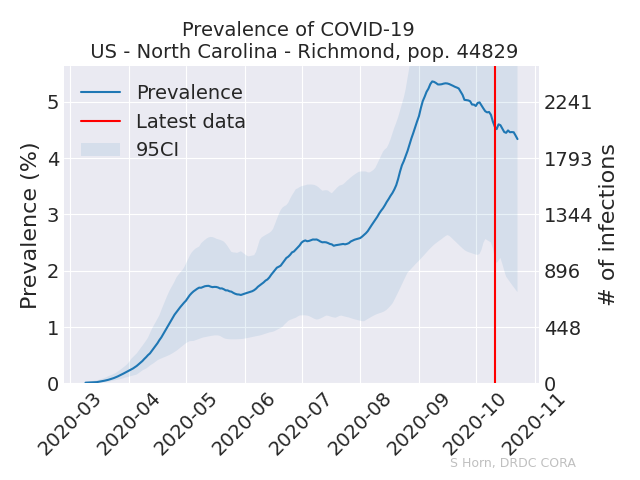 Prevalence of COVID-19
US - North Carolina - Richmond, pop. 44829
Prevalence
Latest data
95CI
Prevalence (%)
5
4
3
2
1
0
# of infections
2241
1793
1344
896
448
0
2020-03
2020-04
2020-05
2020-06
2020-07
2020-08
2020-09
2020-10
2020-11
S Horn, DRDC CORA